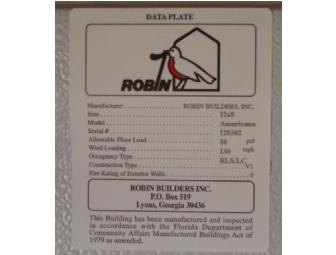 DATA PLATE
ROBIN
Manufacturer ROBIN BUILDERS, INC.
Size 12x8
Model Americana
Serial # 128302
Allowable Floor Load 50 psf
Wind Loading 130 mph
Occupancy Type RLS/LC
Construction Type VI
Fire Rating of Exterior Walls 0
ROBIN BUILDERS INC.
P.O. Box 519
Lyons, Georgia 30436
This Building has been manufactured and inspected
in accordance with the Florida Department of
Community Affairs Manufactured Buildings Act of
1979 as amended.